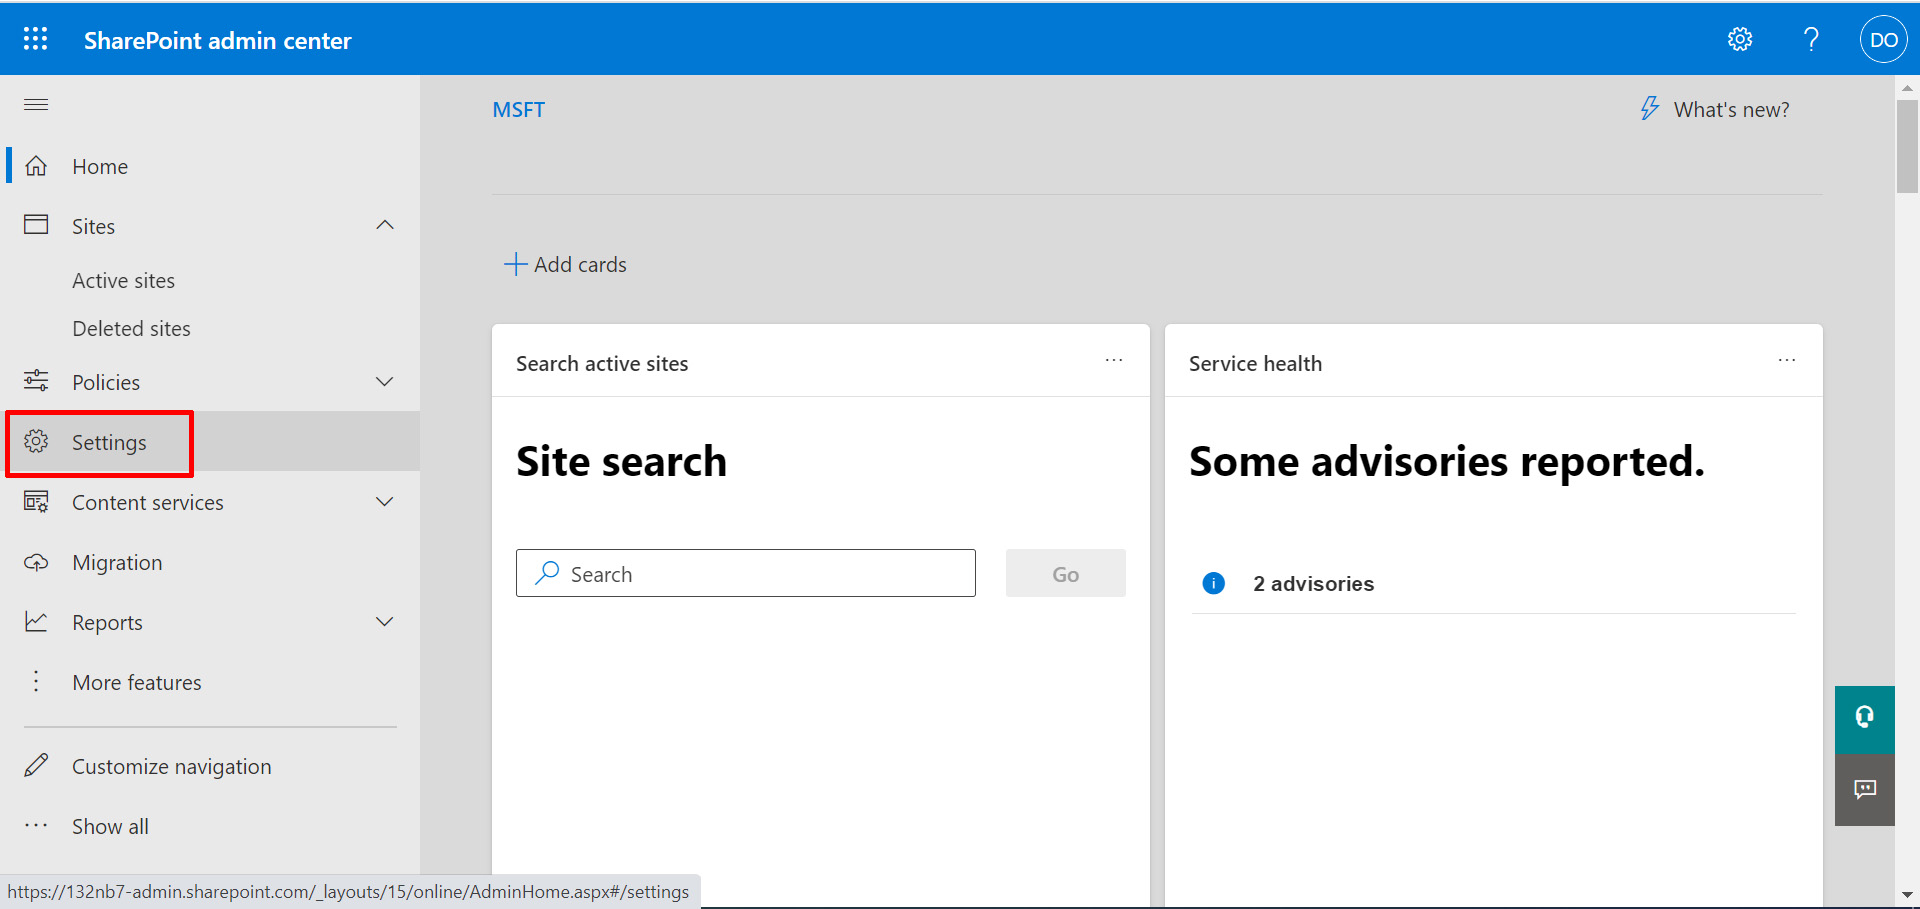 SharePoint admin center
DO
MSFT
What's new?
Home
Sites
Active sites
Deleted sites
Policies
Settings
Content services
Migration
Reports
More features
Customize navigation
Show all
Add cards
Search active sites
Site search
Search
Go
Service health
Some advisories reported.
2 advisories
https://132nb7-admin.sharepoint.com/_layouts/15/online/AdminHome.aspx#/settings